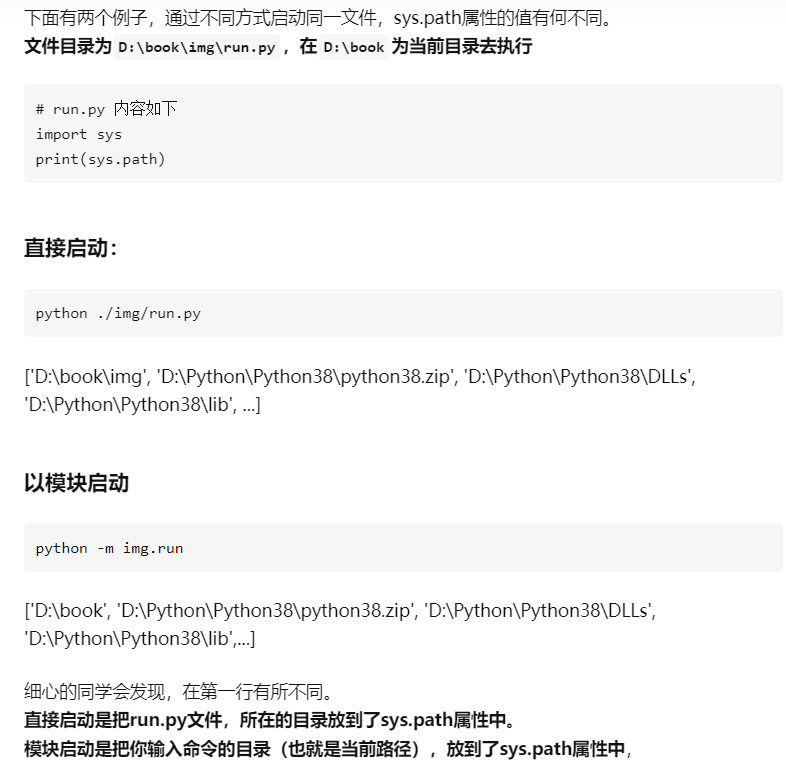 下面有两个例子，通过不同方式启动同一文件，sys.path属性的值有何不同。
文件目录为 D:\book\img\run.py ，在 D:\book 为当前目录去执行
# run.py 内容如下
import sys
print(sys.path)
直接启动：
python ./img/run.py
['D:\book\img', 'D:\Python\Python38\python38.zip', 'D:\Python\Python38\DLLs',
'D:\Python\Python38\lib', ...]
以模块启动
python -m img.run
['D:\book', 'D:\Python\Python38\python38.zip', 'D:\Python\Python38\DLLs',
'D:\Python\Python38\lib',...]
细心的同学会发现，在第一行有所不同。
直接启动是把run.py文件，所在的目录放到了sys.path属性中。
模块启动是把你输入命令的目录（也就是当前路径），放到了sys.path属性中，